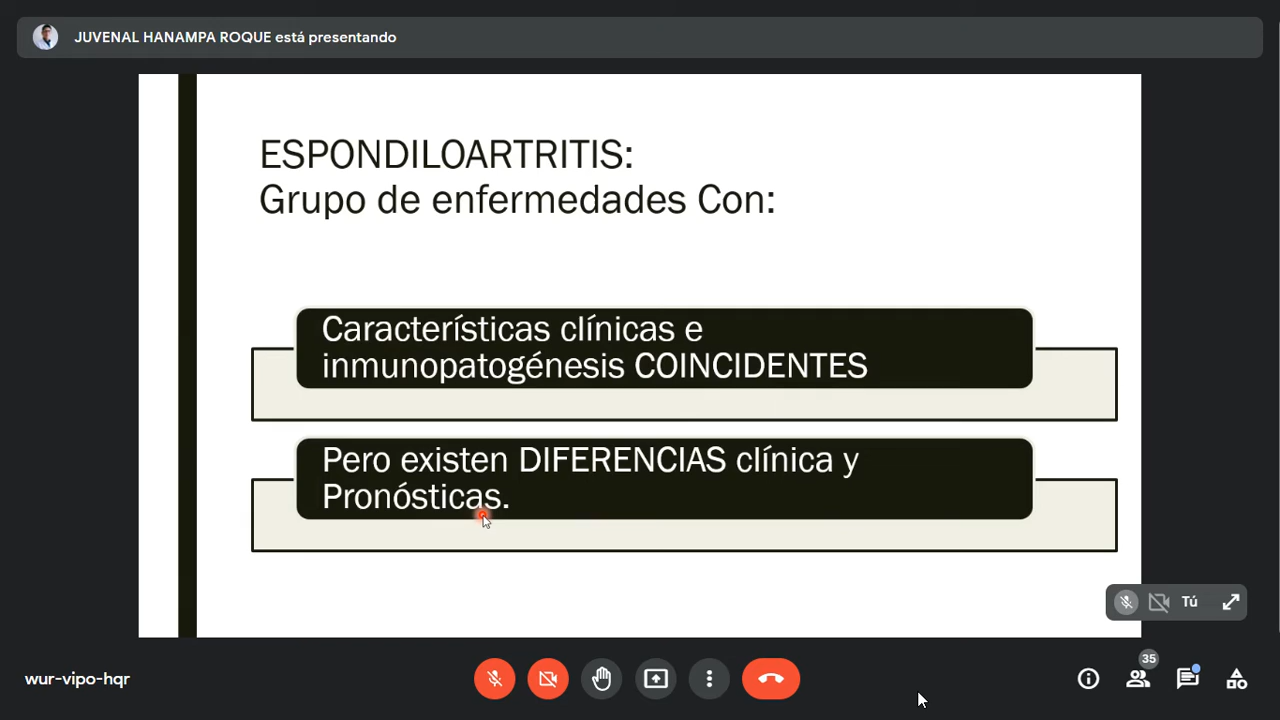 JUVENAL HANAMPA ROQUE está presentando
ESPONDILOARTRITIS:
Grupo de enfermedades Con:
Características clínicas e
inmunopatogénesis COINCIDENTES
Pero existen DIFERENCIAS clínica y
Pronósticas.
Tú
35
wur-vipo-hqr